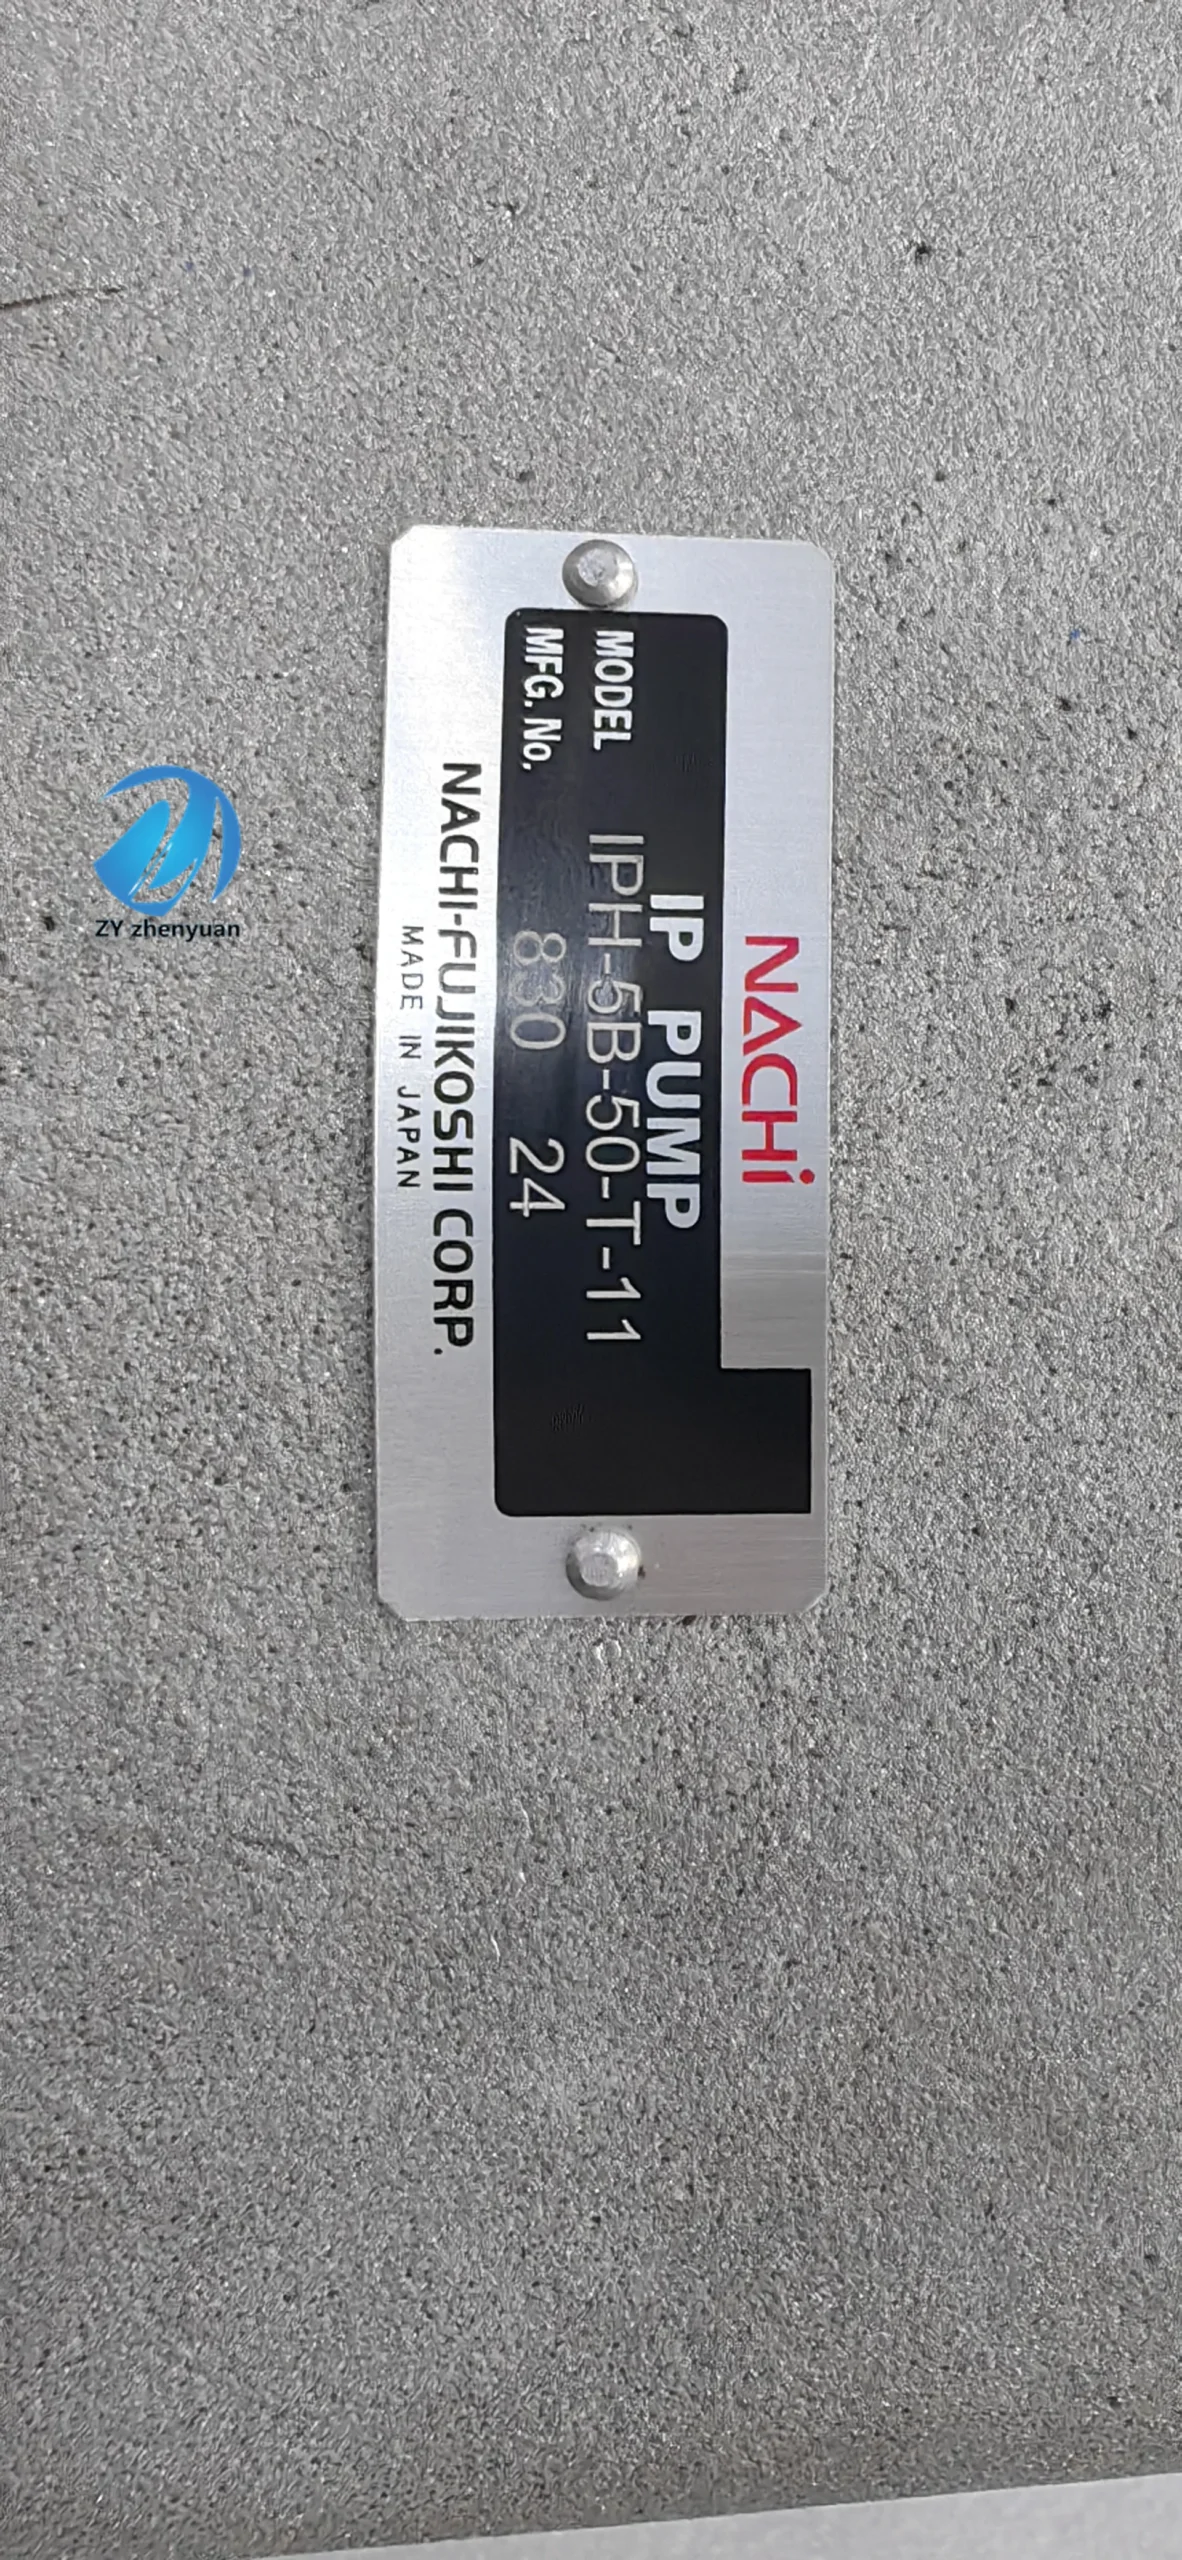 NACHi
IP PUMP
MODEL IPH-5B-50-T-11
MFG. No. 830 24
NACHI-FUJIKOSHI CORP.
MADE IN JAPAN
ZY zhenyuan